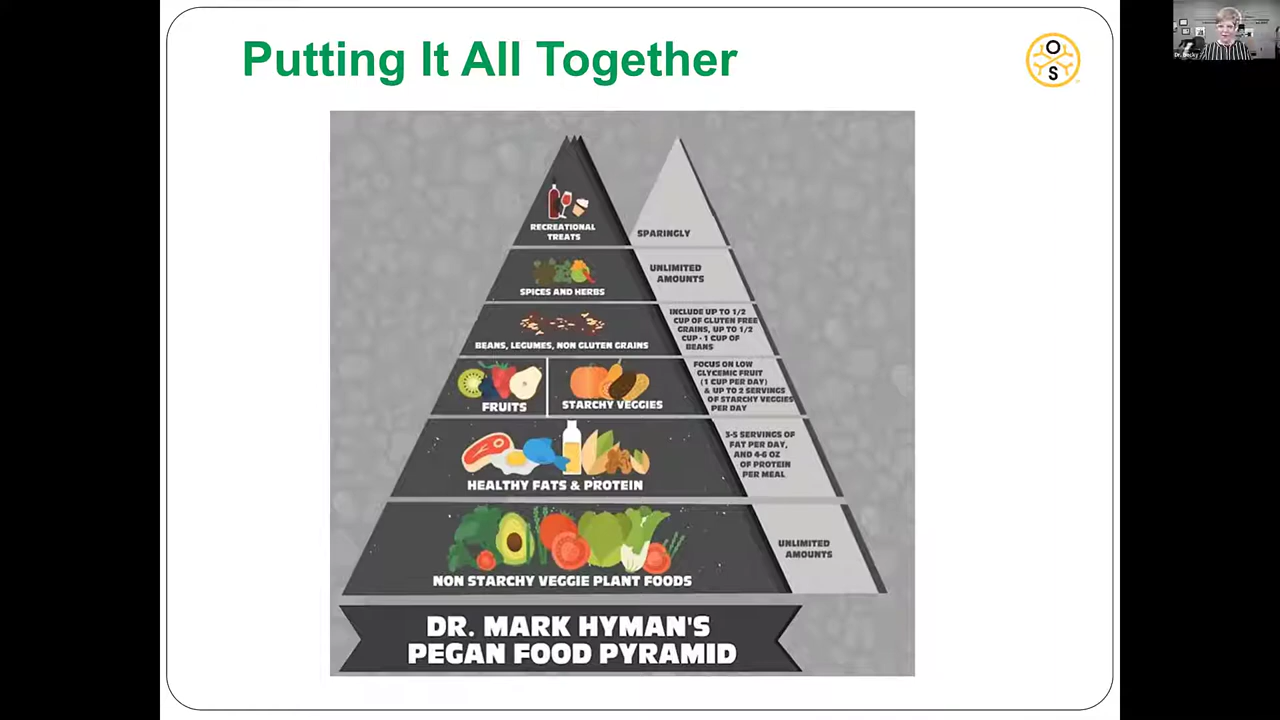 Putting It All Together
O
S
Dr. Becky
RECREATIONAL
TREATS
SPARINGLY
SPICES AND HERBS
UNLIMITED
AMOUNTS
BEANS, LEGUMES, NON GLUTEN GRAINS
INCLUDE UP TO 1/2
CUP OF GLUTEN FREE
GRAINS, UP TO 1/2
CUP - 1 CUP OF
BEANS
FRUITS
STARCHY VEGGIES
FOCUS ON LOW
GLYCEMIC FRUIT
(1 CUP PER DAY)
& UP TO 2 SERVINGS
OF STARCHY VEGGIES
PER DAY
HEALTHY FATS & PROTEIN
3-5 SERVINGS OF
FAT PER DAY,
AND 4-6 OZ
OF PROTEIN
PER MEAL
NON STARCHY VEGGIE PLANT FOODS
UNLIMITED
AMOUNTS
DR. MARK HYMAN'S
PEGAN FOOD PYRAMID